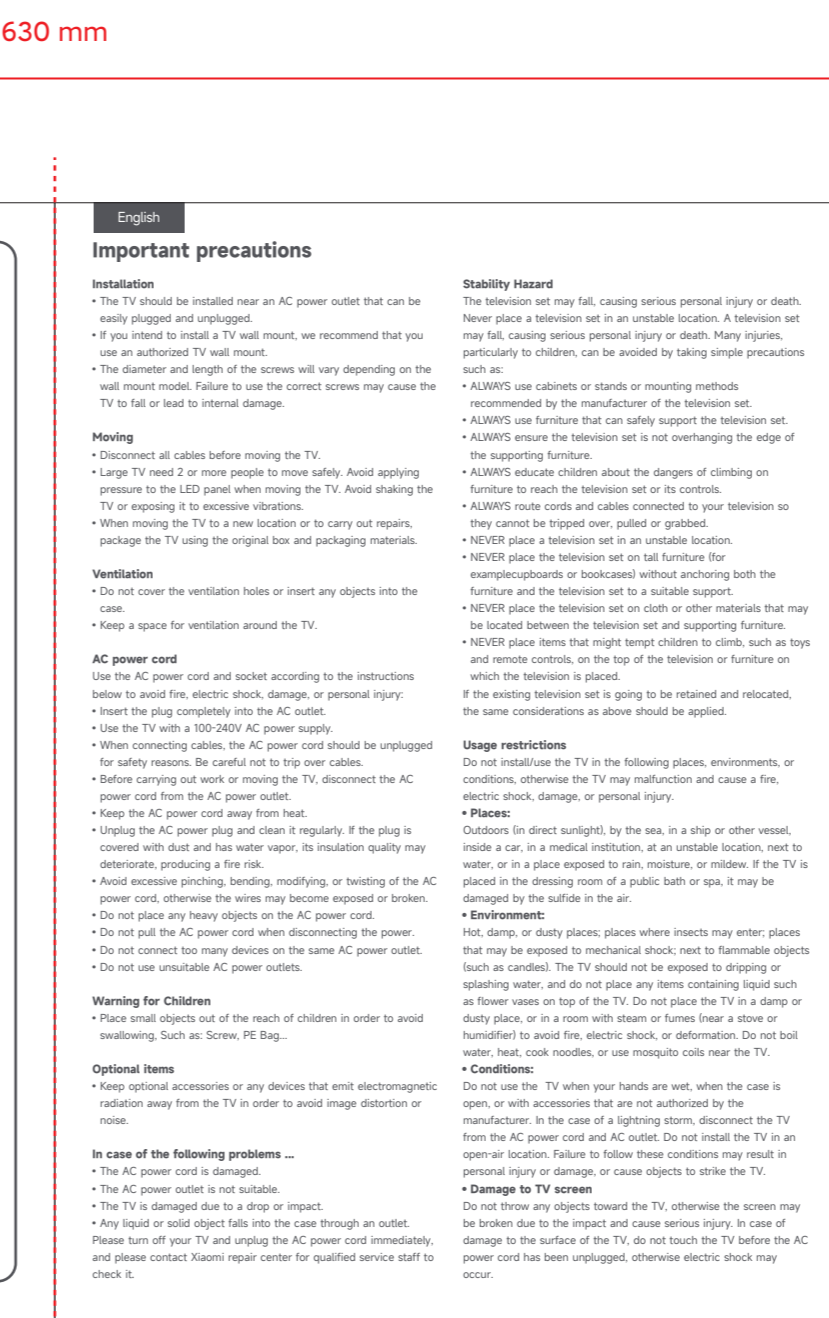 630 mm
English
Important precautions
Installation
• The TV should be installed near an AC power outlet that can be
easily plugged and unplugged.
• If you intend to install a TV wall mount, we recommend that you
use an authorized TV wall mount.
• The diameter and length of the screws will vary depending on the
wall mount model. Failure to use the correct screws may cause the
TV to fall or lead to internal damage.
Moving
• Disconnect all cables before moving the TV.
• Large TV need 2 or more people to move safely. Avoid applying
pressure to the LED panel when moving the TV. Avoid shaking the
TV or exposing it to excessive vibrations.
• When moving the TV to a new location or to carry out repairs,
package the TV using the original box and packaging materials.
Ventilation
• Do not cover the ventilation holes or insert any objects into the
case.
• Keep a space for ventilation around the TV.
AC power cord
Use the AC power cord and socket according to the instructions
below to avoid fire, electric shock, damage, or personal injury:
• Insert the plug completely into the AC outlet.
• Use the TV with a 100-240V AC power supply.
• When connecting cables, the AC power cord should be unplugged
for safety reasons. Be careful not to trip over cables.
• Before carrying out work or moving the TV, disconnect the AC
power cord from the AC power outlet.
• Keep the AC power cord away from heat.
• Unplug the AC power plug and clean it regularly. If the plug is
covered with dust and has water vapor, its insulation quality may
deteriorate, producing a fire risk.
• Avoid excessive pinching, bending, modifying, or twisting of the AC
power cord, otherwise the wires may become exposed or broken.
• Do not place any heavy objects on the AC power cord.
• Do not pull the AC power cord when disconnecting the power.
• Do not connect too many devices on the same AC power outlet.
• Do not use unsuitable AC power outlets.
Warning for Children
• Place small objects out of the reach of children in order to avoid
swallowing, Such as: Screw, PE Bag...
Optional items
• Keep optional accessories or any devices that emit electromagnetic
radiation away from the TV in order to avoid image distortion or
noise.
In case of the following problems ...
• The AC power cord is damaged.
• The AC power outlet is not suitable.
• The TV is damaged due to a drop or impact.
• Any liquid or solid object falls into the case through an outlet.
Please turn off your TV and unplug the AC power cord immediately,
and please contact Xiaomi repair center for qualified service staff to
check it.
Stability Hazard
The television set may fall, causing serious personal injury or death.
Never place a television set in an unstable location. A television set
may fall, causing serious personal injury or death. Many injuries,
particularly to children, can be avoided by taking simple precautions
such as:
• ALWAYS use cabinets or stands or mounting methods
recommended by the manufacturer of the television set.
• ALWAYS use furniture that can safely support the television set.
• ALWAYS ensure the television set is not overhanging the edge of
the supporting furniture.
• ALWAYS educate children about the dangers of climbing on
furniture to reach the television set or its controls.
• ALWAYS route cords and cables connected to your television so
they cannot be tripped over, pulled or grabbed.
• NEVER place a television set in an unstable location.
• NEVER place the television set on tall furniture (for
examplecupboards or bookcases) without anchoring both the
furniture and the television set to a suitable support.
• NEVER place the television set on cloth or other materials that may
be located between the television set and supporting furniture.
• NEVER place items that might tempt children to climb, such as toys
and remote controls, on the top of the television or furniture on
which the television is placed.
If the existing television set is going to be retained and relocated,
the same considerations as above should be applied.
Usage restrictions
Do not install/use the TV in the following places, environments, or
conditions, otherwise the TV may malfunction and cause a fire,
electric shock, damage, or personal injury.
• Places:
Outdoors (in direct sunlight), by the sea, in a ship or other vessel,
inside a car, in a medical institution, at an unstable location, next to
water, or in a place exposed to rain, moisture, or mildew. If the TV is
placed in the dressing room of a public bath or spa, it may be
damaged by the sulfide in the air.
• Environment:
Hot, damp, or dusty places; places where insects may enter; places
that may be exposed to mechanical shock; next to flammable objects
(such as candles). The TV should not be exposed to dripping or
splashing water, and do not place any items containing liquid such
as flower vases on top of the TV. Do not place the TV in a damp or
dusty place, or in a room with steam or fumes (near a stove or
humidifier) to avoid fire, electric shock, or deformation. Do not boil
water, heat, cook noodles, or use mosquito coils near the TV.
• Conditions:
Do not use the  TV when your hands are wet, when the case is
open, or with accessories that are not authorized by the
manufacturer. In the case of a lightning storm, disconnect the TV
from the AC power cord and AC outlet. Do not install the TV in an
open-air location. Failure to follow these conditions may result in
personal injury or damage, or cause objects to strike the TV.
• Damage to TV screen
Do not throw any objects toward the TV, otherwise the screen may
be broken due to the impact and cause serious injury. In case of
damage to the surface of the TV, do not touch the TV before the AC
power cord has been unplugged, otherwise electric shock may
occur.